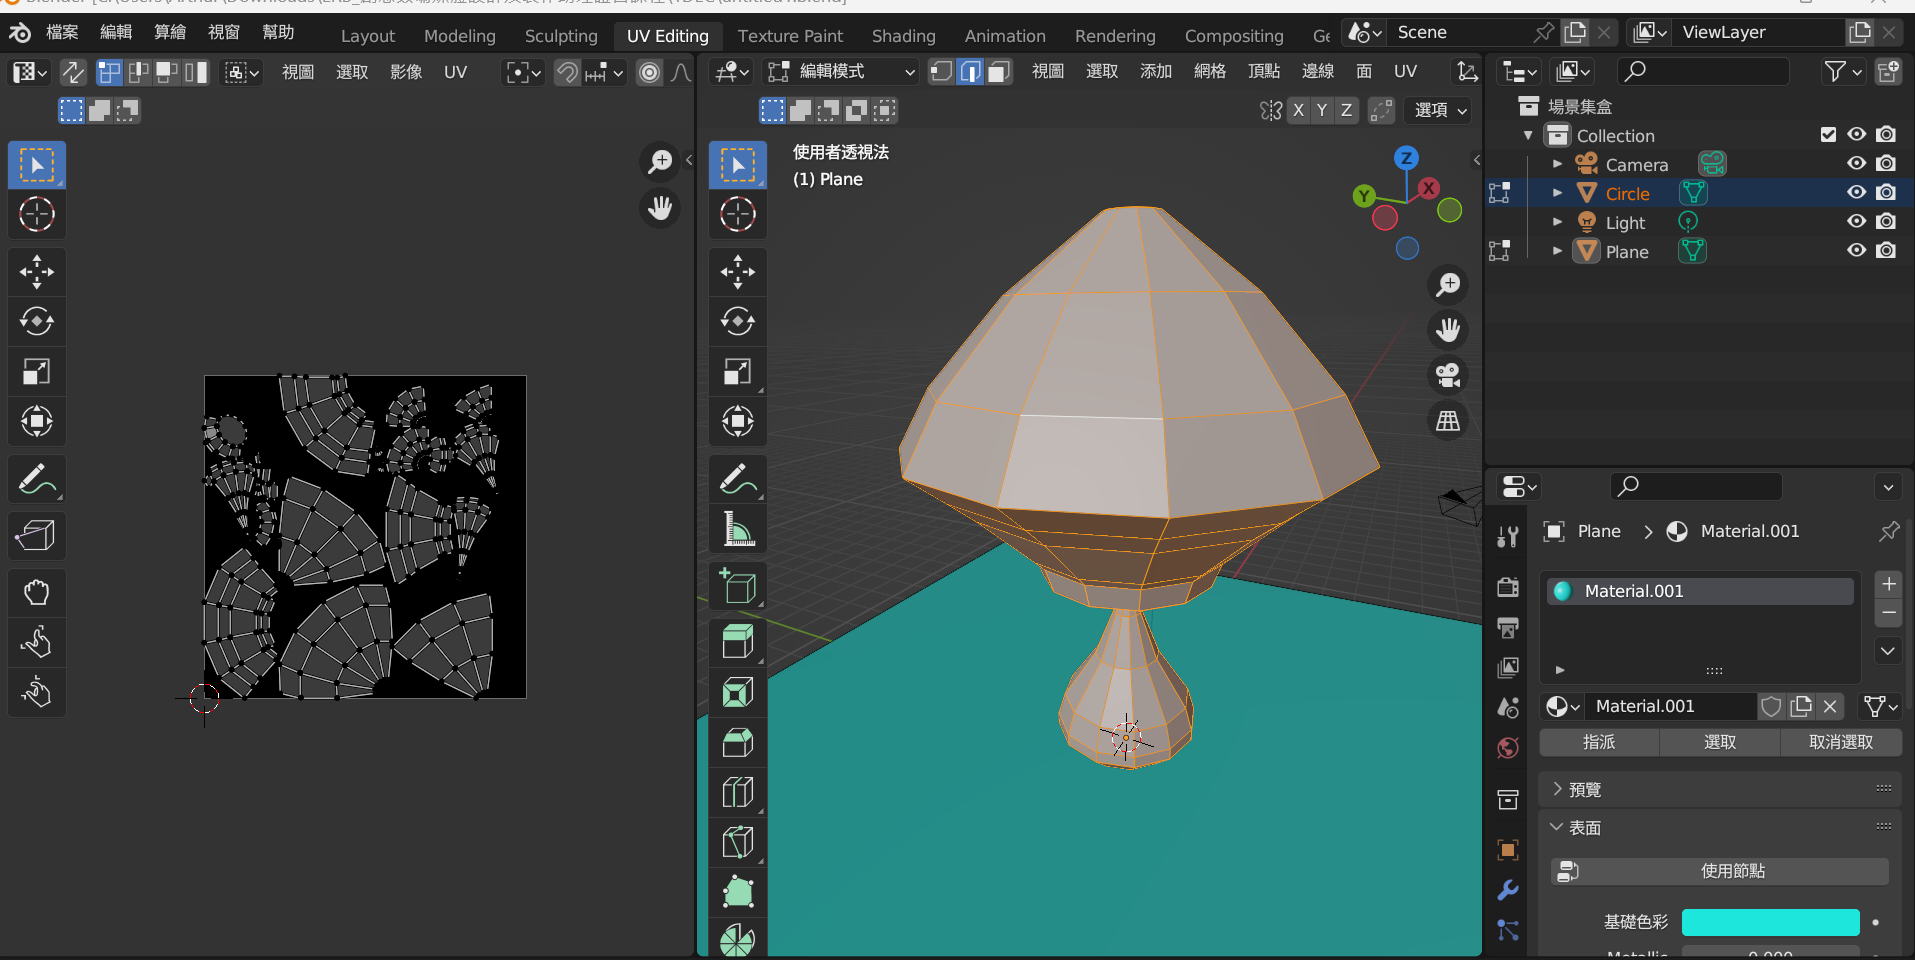 檔案 編輯 算繪 視窗 幫助 Layout Modeling Sculpting UV Editing Texture Paint Shading Animation Rendering Compositing Scene ViewLayer
視圖 選取 影像 UV
編輯模式 視圖 選取 添加 網格 頂點 邊線 面 UV
X Y Z 選項
使用者透視法
(1) Plane
Z
X
Y
場景集盒
Collection
Camera
Circle
Light
Plane
Plane > Material.001
Material.001
Material.001
指派 選取 取消選取
預覽
表面
使用節點
基礎色彩